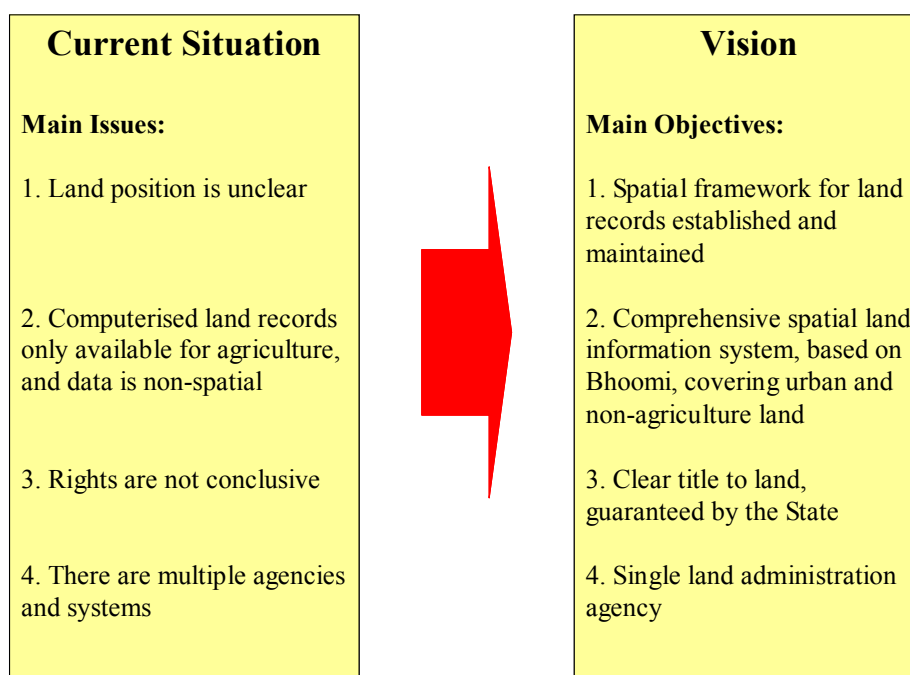 Current Situation
Main Issues:
1. Land position is unclear
2. Computerised land records
only available for agriculture,
and data is non-spatial
3. Rights are not conclusive
4. There are multiple agencies
and systems
Vision
Main Objectives:
1. Spatial framework for land
records established and
maintained
2. Comprehensive spatial land
information system, based on
Bhoomi, covering urban and
non-agriculture land
3. Clear title to land,
guaranteed by the State
4. Single land administration
agency